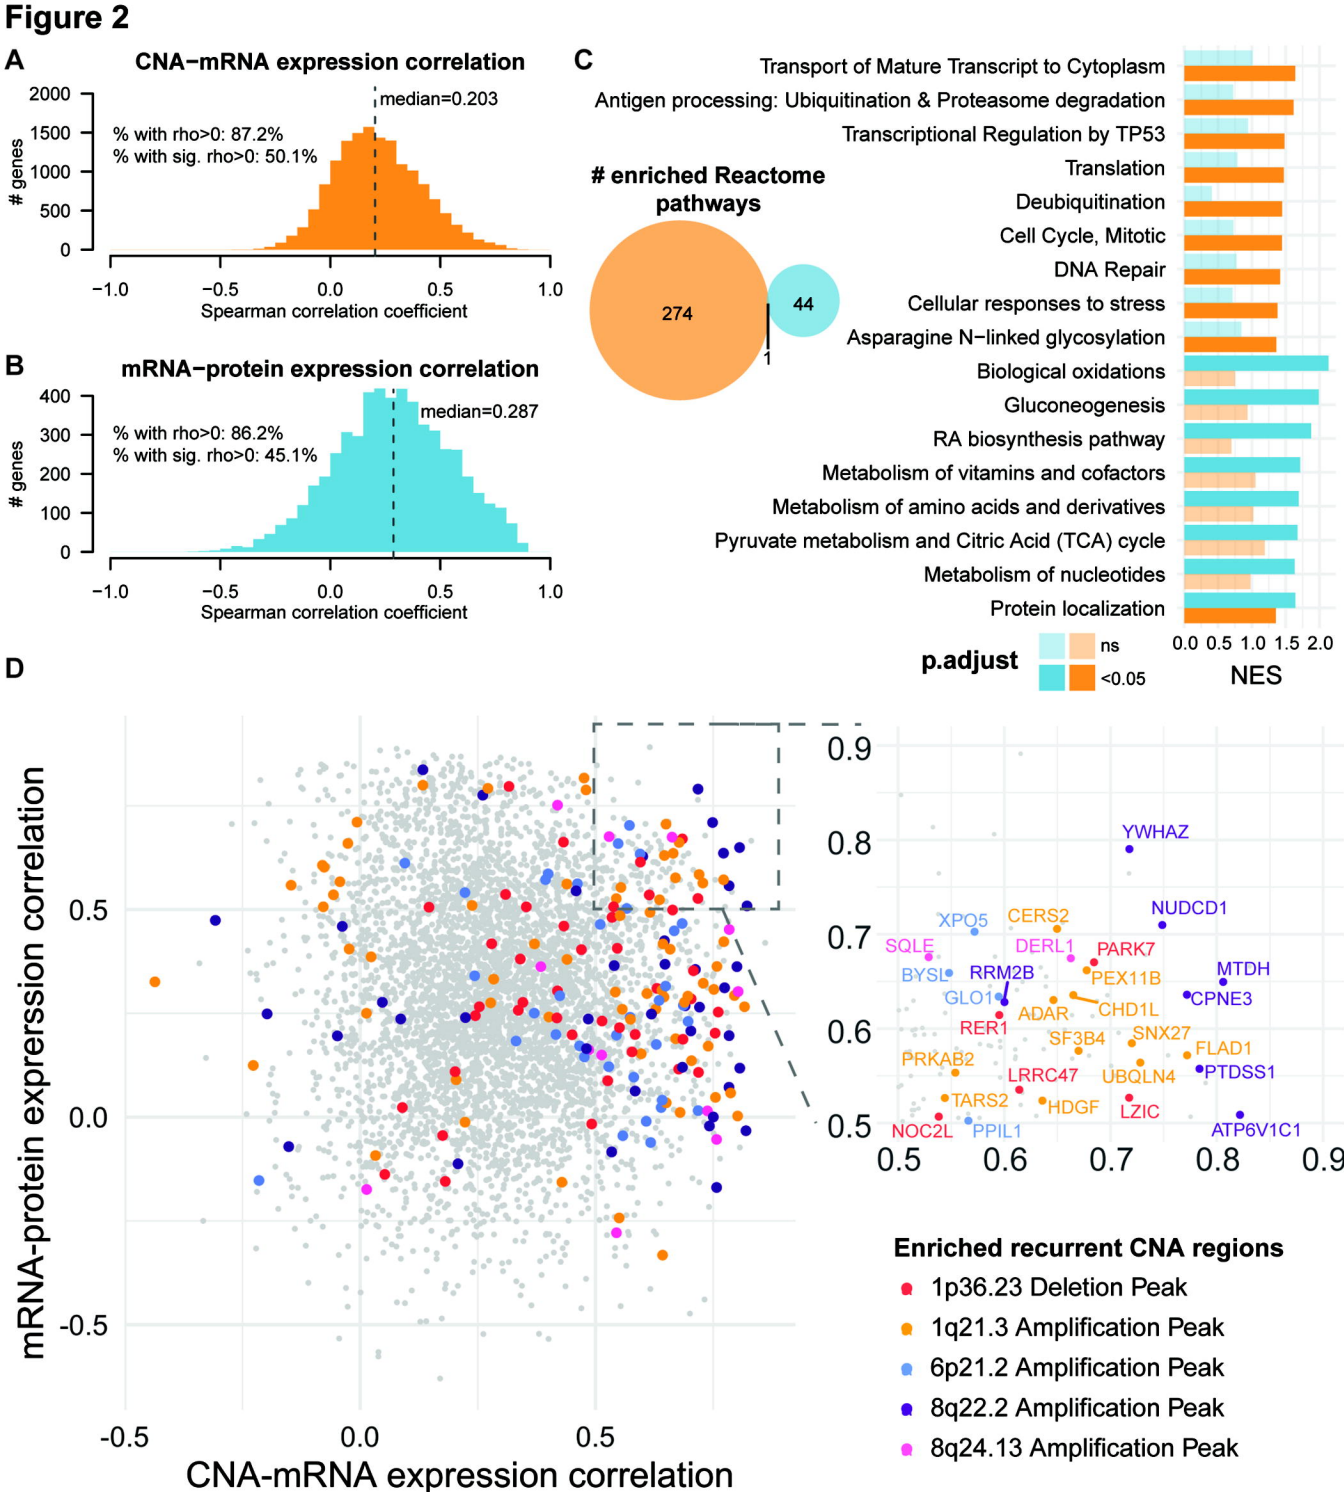 Figure 2
A
CNA−mRNA expression correlation
2000
1500
1000
500
0
# genes
median=0.203
% with rho>0: 87.2%
% with sig. rho>0: 50.1%
−1.0 −0.5 0.0 0.5 1.0
Spearman correlation coefficient
B
mRNA−protein expression correlation
400
300
200
100
0
# genes
median=0.287
% with rho>0: 86.2%
% with sig. rho>0: 45.1%
−1.0 −0.5 0.0 0.5 1.0
Spearman correlation coefficient
C
# enriched Reactome
pathways
274
44
1
Transport of Mature Transcript to Cytoplasm
Antigen processing: Ubiquitination & Proteasome degradation
Transcriptional Regulation by TP53
Translation
Deubiquitination
Cell Cycle, Mitotic
DNA Repair
Cellular responses to stress
Asparagine N−linked glycosylation
Biological oxidations
Gluconeogenesis
RA biosynthesis pathway
Metabolism of vitamins and cofactors
Metabolism of amino acids and derivatives
Pyruvate metabolism and Citric Acid (TCA) cycle
Metabolism of nucleotides
Protein localization
0.0 0.5 1.0 1.5 2.0
NES
p.adjust
ns
<0.05
D
mRNA-protein expression correlation
0.5
0.0
-0.5
-0.5 0.0 0.5
CNA-mRNA expression correlation
0.9
0.8
0.7
0.6
0.5
0.5 0.6 0.7 0.8 0.9
YWHAZ
NUDCD1
XPO5
CERS2
SQLE
DERL1
PARK7
BYSL
RRM2B
PEX11B
MTDH
GLO1
CPNE3
ADAR
CHD1L
RER1
SF3B4
SNX27
FLAD1
PRKAB2
LRRC47
UBQLN4
PTDSS1
TARS2
HDGF
LZIC
NOC2L
PPIL1
ATP6V1C1
Enriched recurrent CNA regions
1p36.23 Deletion Peak
1q21.3 Amplification Peak
6p21.2 Amplification Peak
8q22.2 Amplification Peak
8q24.13 Amplification Peak